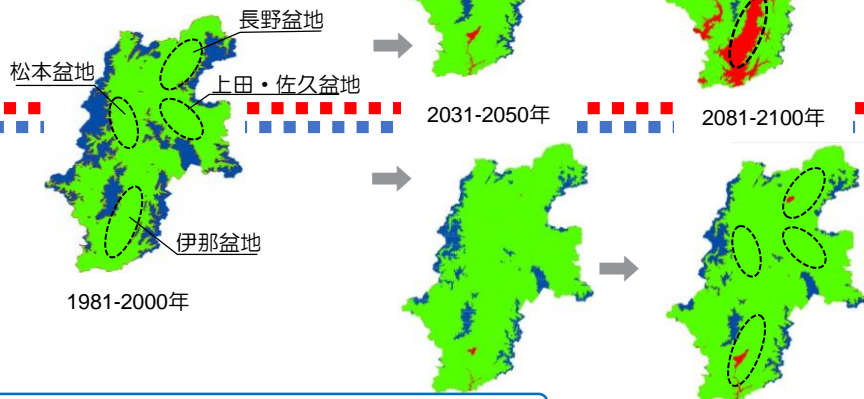 長野盆地
松本盆地
上田・佐久盆地
2031-2050年
2081-2100年
伊那盆地
1981-2000年